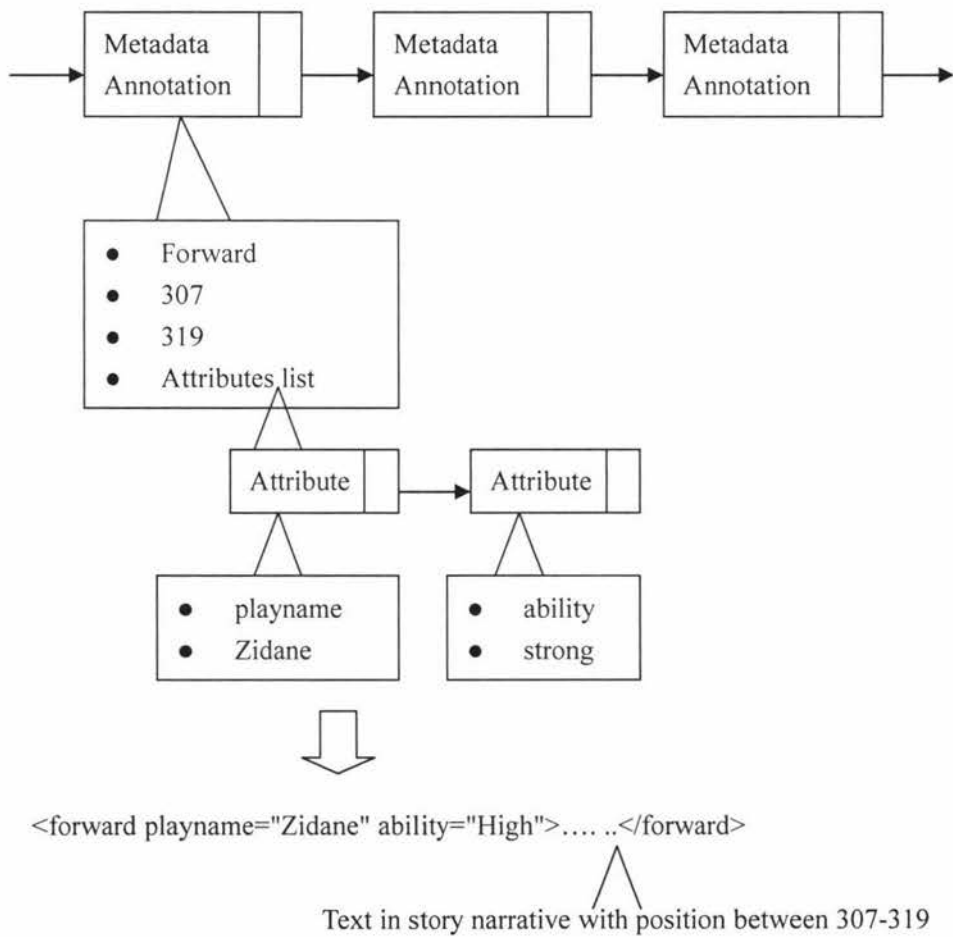 Metadata
Annotation
Metadata
Annotation
Metadata
Annotation
● Forward
● 307
● 319
● Attributes list
Attribute
Attribute
● playname
● Zidane
● ability
● strong
<forward playname="Zidane" ability="High">…. ..</forward>
Text in story narrative with position between 307-319